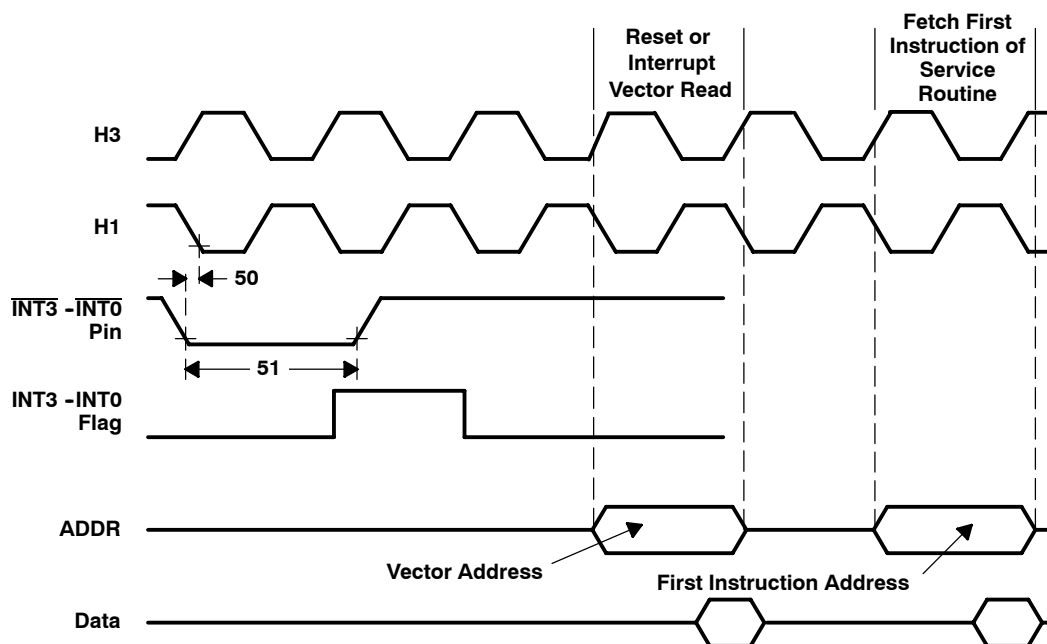 Reset or
Interrupt
Vector Read
Fetch First
Instruction of
Service
Routine
H3
H1
50
INT3 -INT0
Pin
51
INT3 -INT0
Flag
ADDR
Vector Address
First Instruction Address
Data